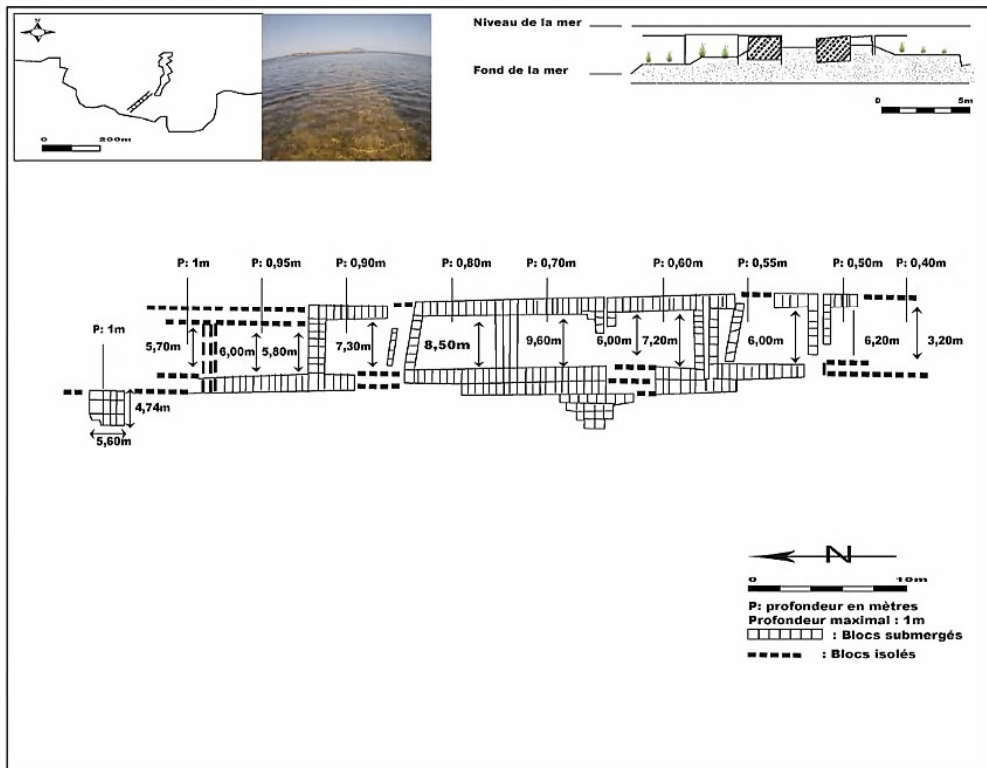 N
0 200m
Niveau de la mer
Fond de la mer
0 5m
P: 1m P: 0,95m P: 0,90m P: 0,80m P: 0,70m P: 0,60m P: 0,55m P: 0,50m P: 0,40m
P: 1m
5,70m 6,00m 5,80m 7,30m 8,50m 9,60m 6,00m 7,20m 6,00m 6,20m 3,20m
4,74m
5,60m
N
0 10m
P: profondeur en mètres
Profondeur maximal : 1m
: Blocs submergés
: Blocs isolés